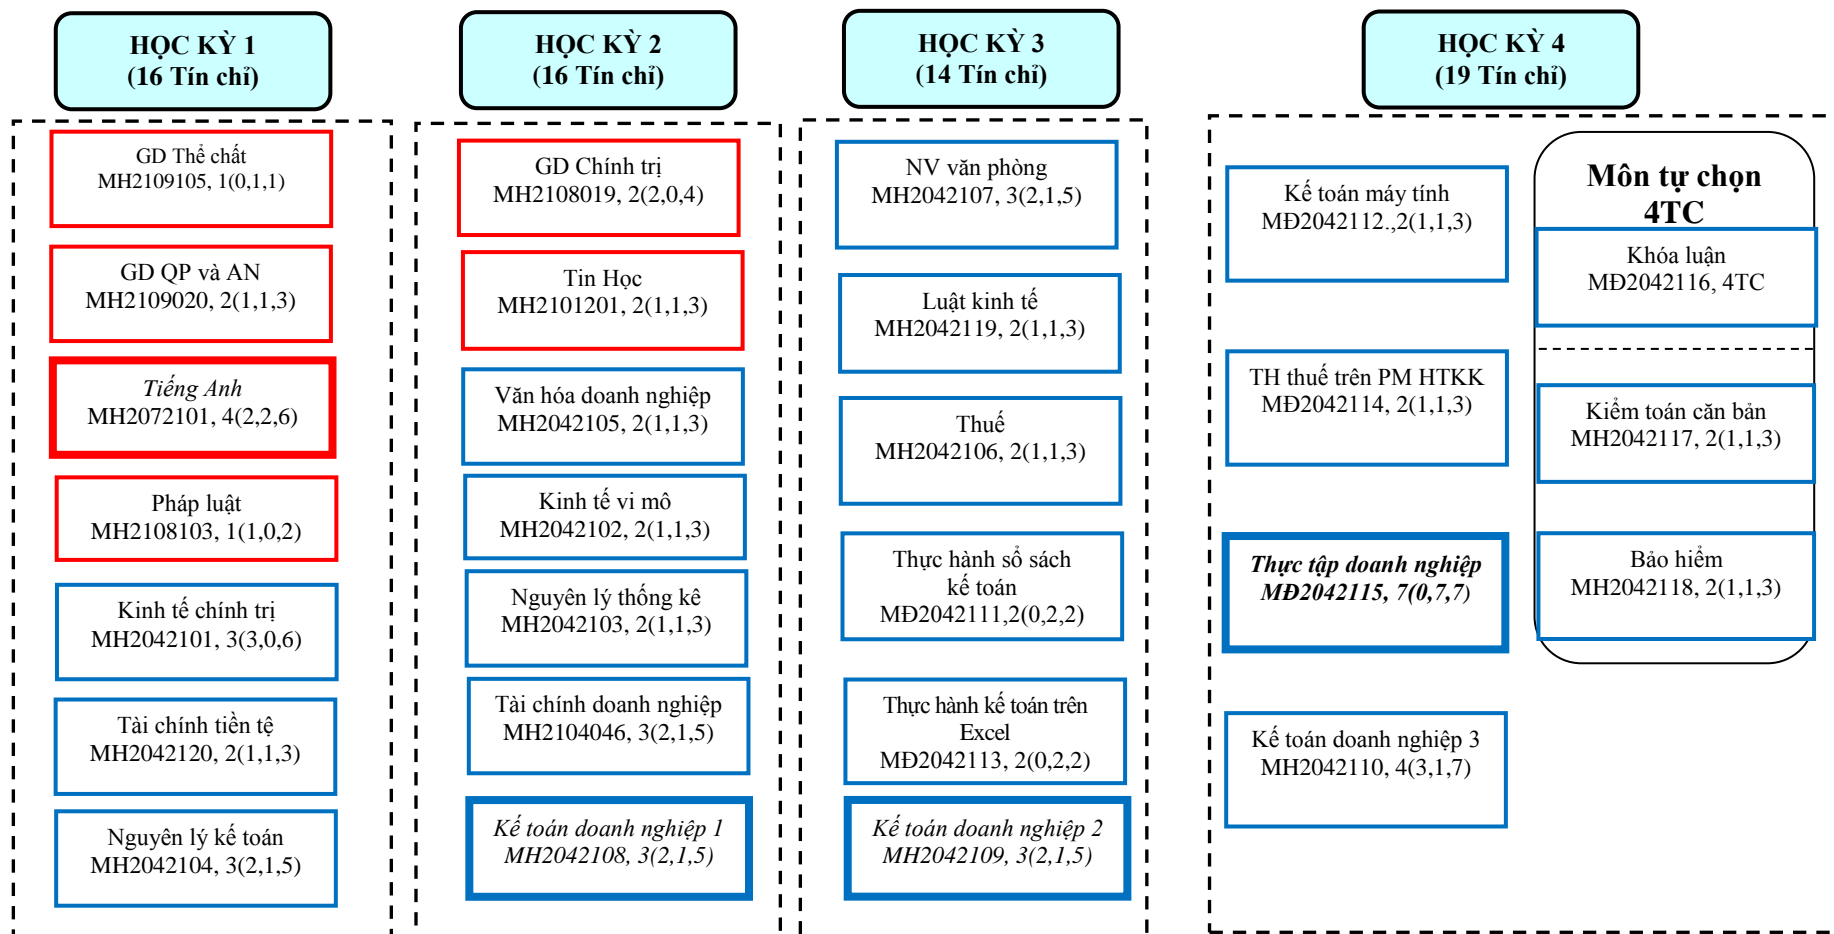 HỌC KỲ 1
(16 Tín chỉ)
GD Thể chất
MH2109105, 1(0,1,1)
GD QP và AN
MH2109020, 2(1,1,3)
Tiếng Anh
MH2072101, 4(2,2,6)
Pháp luật
MH2108103, 1(1,0,2)
Kinh tế chính trị
MH2042101, 3(3,0,6)
Tài chính tiền tệ
MH2042120, 2(1,1,3)
Nguyên lý kế toán
MH2042104, 3(2,1,5)
HỌC KỲ 2
(16 Tín chỉ)
GD Chính trị
MH2108019, 2(2,0,4)
Tin Học
MH2101201, 2(1,1,3)
Văn hóa doanh nghiệp
MH2042105, 2(1,1,3)
Kinh tế vi mô
MH2042102, 2(1,1,3)
Nguyên lý thống kê
MH2042103, 2(1,1,3)
Tài chính doanh nghiệp
MH2104046, 3(2,1,5)
Kế toán doanh nghiệp 1
MH2042108, 3(2,1,5)
HỌC KỲ 3
(14 Tín chỉ)
NV văn phòng
MH2042107, 3(2,1,5)
Luật kinh tế
MH2042119, 2(1,1,3)
Thuế
MH2042106, 2(1,1,3)
Thực hành sổ sách
kế toán
MĐ2042111,2(0,2,2)
Thực hành kế toán trên
Excel
MĐ2042113, 2(0,2,2)
Kế toán doanh nghiệp 2
MH2042109, 3(2,1,5)
HỌC KỲ 4
(19 Tín chỉ)
Kế toán máy tính
MĐ2042112.,2(1,1,3)
TH thuế trên PM HTKK
MĐ2042114, 2(1,1,3)
Thực tập doanh nghiệp
MĐ2042115, 7(0,7,7)
Kế toán doanh nghiệp 3
MH2042110, 4(3,1,7)
Môn tự chọn
4TC
Khóa luận
MĐ2042116, 4TC
Kiểm toán căn bản
MH2042117, 2(1,1,3)
Bảo hiểm
MH2042118, 2(1,1,3)